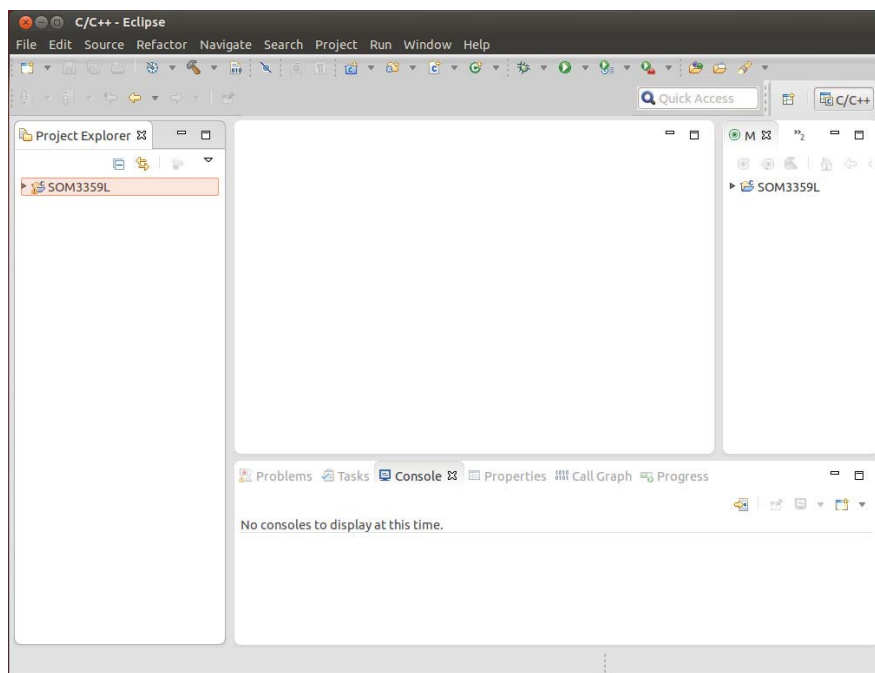 C/C++ - Eclipse
File Edit Source Refactor Navigate Search Project Run Window Help
Quick Access
C/C++
Project Explorer
M
»2
SOM3359L
SOM3359L
Problems Tasks Console Properties Call Graph Progress
No consoles to display at this time.